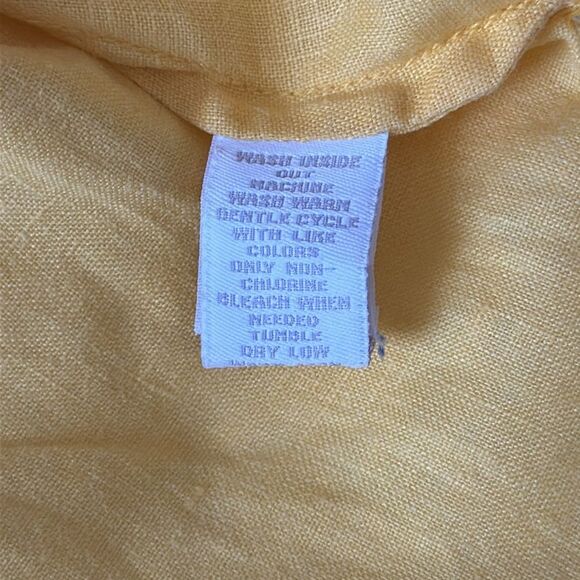 WASH INSIDE
OUT
MACHINE
WASH WARM
GENTLE CYCLE
WITH LIKE
COLORS
ONLY NON-
CHLORINE
BLEACH WHEN
NEEDED
TUMBLE
DRY LOW